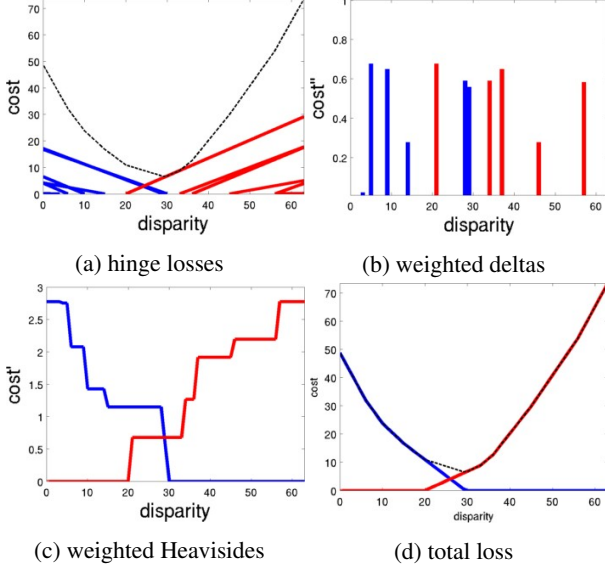 70
60
50
40
30
20
10
0
cost
0 10 20 30 40 50 60
disparity
(a) hinge losses
1
0.8
0.6
0.4
0.2
cost''
0 10 20 30 40 50 60
disparity
(b) weighted deltas
3
2.5
2
1.5
1
0.5
0
cost'
0 10 20 30 40 50 60
disparity
(c) weighted Heavisides
70
60
50
40
30
20
10
0
cost
0 10 20 30 40 50 60
disparity
(d) total loss